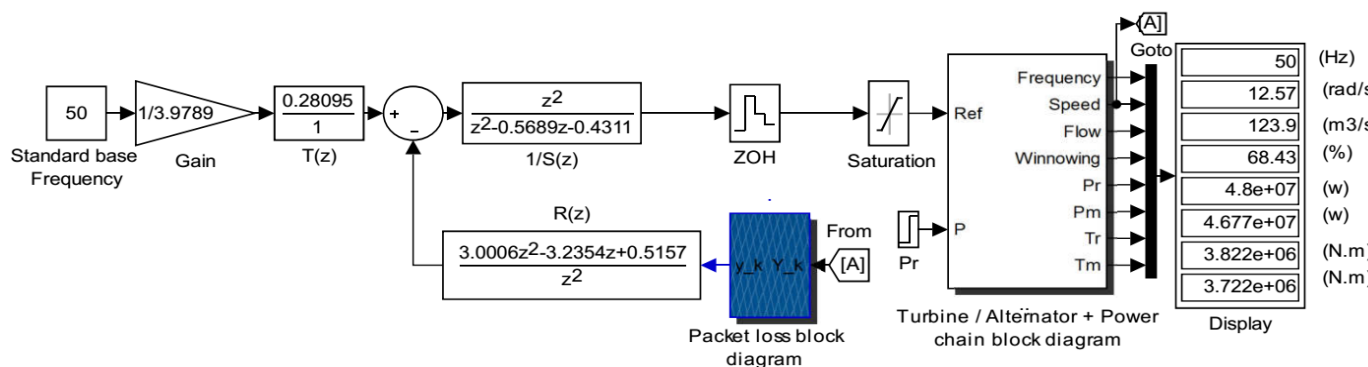 50
Standard base
Frequency
1/3.9789
Gain
0.28095
1
T(z)
+
-
z2
z2-0.5689z-0.4311
1/S(z)
ZOH
Saturation
R(z)
3.0006z2-3.2354z+0.5157
z2
y_k Y_k
Packet loss block
diagram
From
[A]
Pr
Ref
P
Frequency
Speed
Flow
Winnowing
Pr
Pm
Tr
Tm
Turbine / Alternator + Power
chain block diagram
[A]
Goto
50 (Hz)
12.57 (rad/s
123.9 (m3/s
68.43 (%)
4.8e+07 (w)
4.677e+07 (w)
3.822e+06 (N.m)
3.722e+06 (N.m)
Display